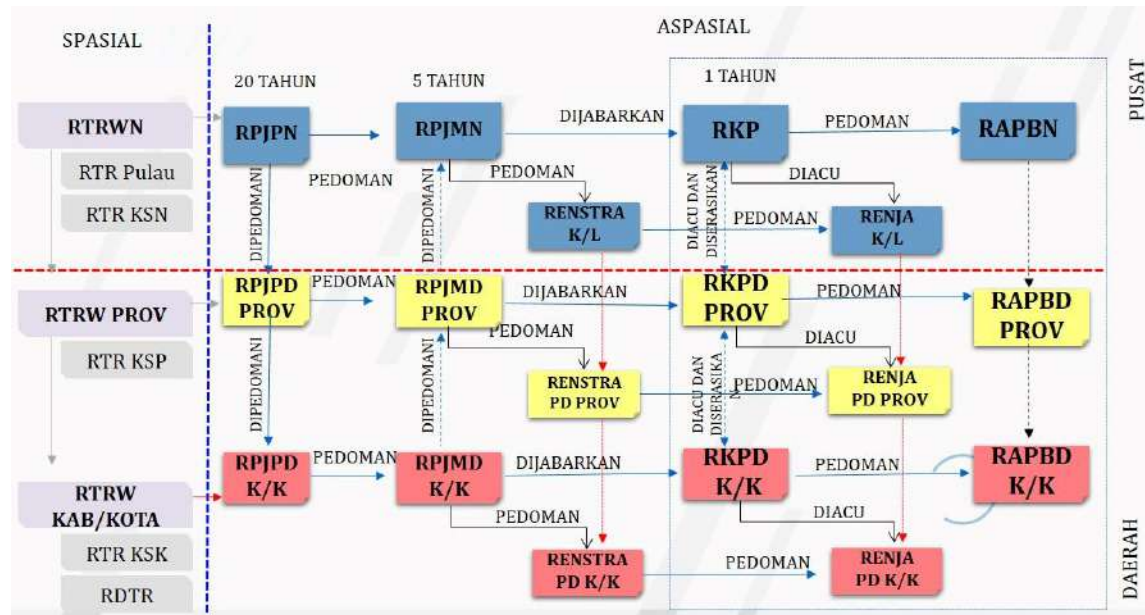 SPASIAL
ASPASIAL
PUSAT
20 TAHUN
5 TAHUN
1 TAHUN
RTRWN
RPJPN
RPJMN
DIJABARKAN
RKP
PEDOMAN
RAPBN
RTR Pulau
PEDOMAN
PEDOMAN
DIACU
RTR KSN
DIPEDOMANI
DIPEDOMANI
RENSTRA
K/L
PEDOMAN
DIACU DAN
DISERASIKAN
RENJA
K/L
RTRW PROV
RPJPD
PROV
PEDOMAN
RPJMD
PROV
DIJABARKAN
RKPD
PROV
PEDOMAN
RAPBD
PROV
PEDOMAN
DIACU
RTR KSP
DIPEDOMANI
DIPEDOMANI
RENSTRA
PD PROV
DIACU DAN
DISERASIKA
N
PEDOMAN
RENJA
PD PROV
RPJPD
K/K
PEDOMAN
RPJMD
K/K
DIJABARKAN
RKPD
K/K
PEDOMAN
RAPBD
K/K
RTRW
KAB/KOTA
PEDOMAN
DIACU
RTR KSK
RENSTRA
PD K/K
PEDOMAN
RENJA
PD K/K
RDTR
DAERAH